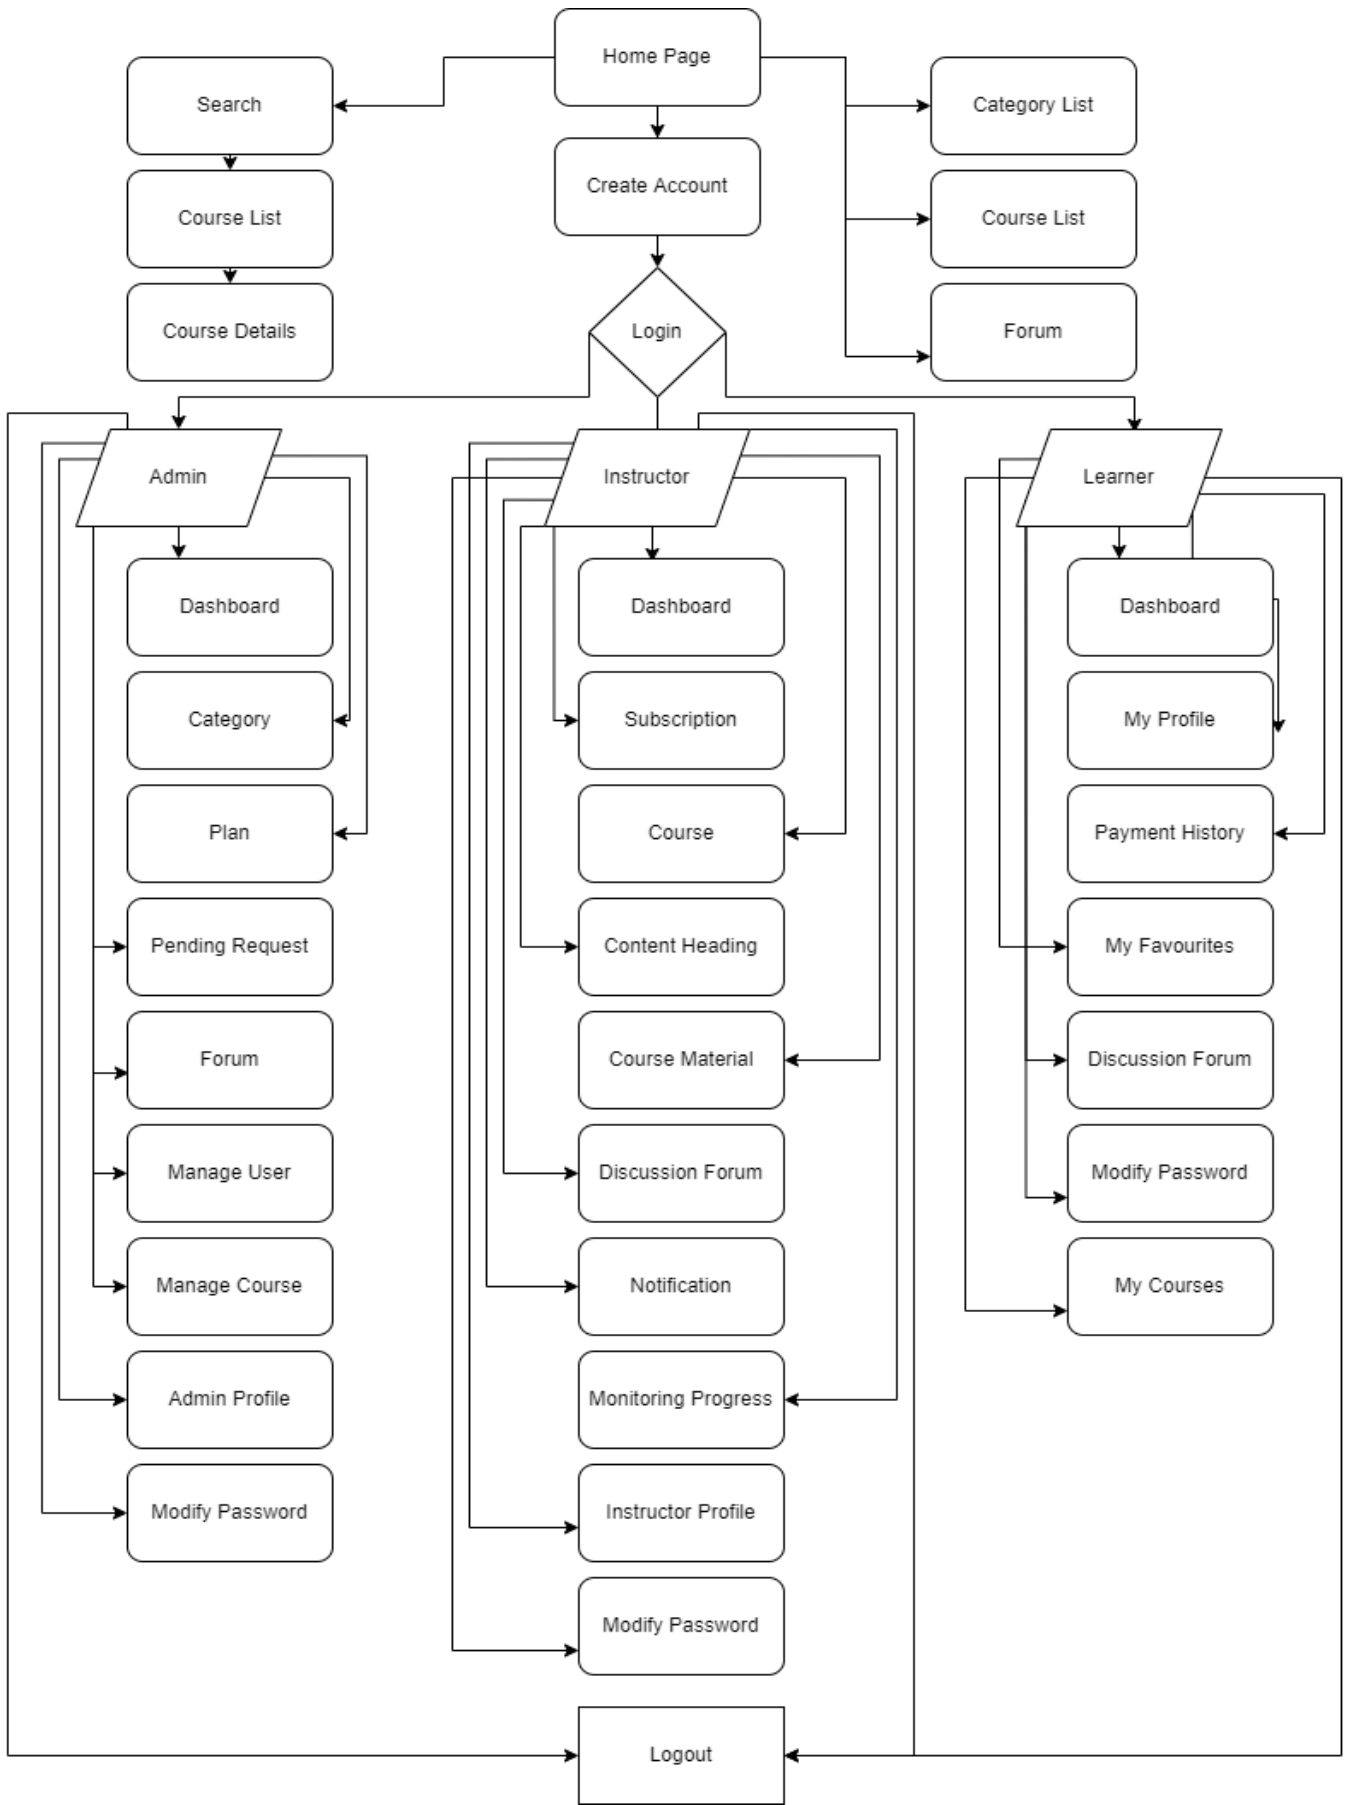 Home Page
Search
Category List
Create Account
Course List
Course List
Course Details
Login
Forum
Admin
Instructor
Learner
Dashboard
Dashboard
Dashboard
Category
Subscription
My Profile
Plan
Course
Payment History
Pending Request
Content Heading
My Favourites
Forum
Course Material
Discussion Forum
Manage User
Discussion Forum
Modify Password
Manage Course
Notification
My Courses
Admin Profile
Monitoring Progress
Modify Password
Instructor Profile
Modify Password
Logout